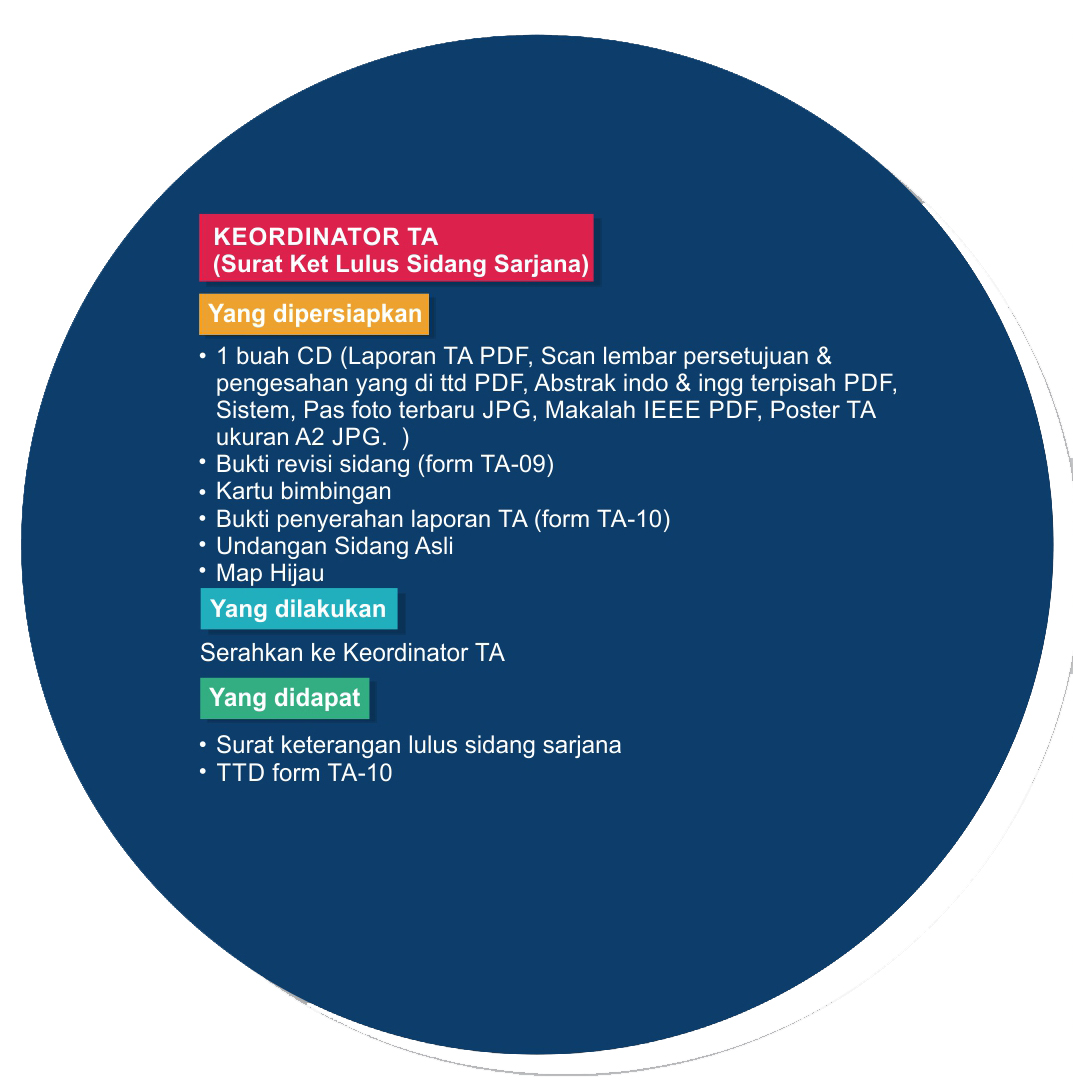 KEORDINATOR TA
(Surat Ket Lulus Sidang Sarjana)
Yang dipersiapkan
• 1 buah CD (Laporan TA PDF, Scan lembar persetujuan &
pengesahan yang di ttd PDF, Abstrak indo & ingg terpisah PDF,
Sistem, Pas foto terbaru JPG, Makalah IEEE PDF, Poster TA
ukuran A2 JPG.  )
• Bukti revisi sidang (form TA-09)
• Kartu bimbingan
• Bukti penyerahan laporan TA (form TA-10)
• Undangan Sidang Asli
• Map Hijau
Yang dilakukan
Serahkan ke Keordinator TA
Yang didapat
• Surat keterangan lulus sidang sarjana
• TTD form TA-10